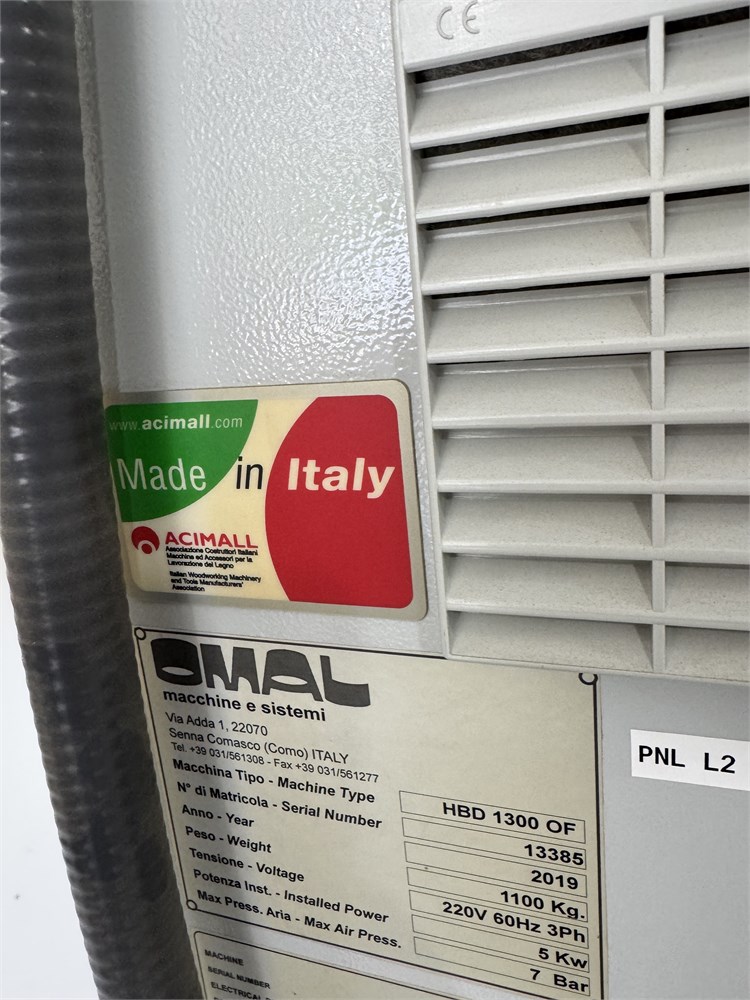 CE
www.acimall.com
Made in Italy
ACIMALL
Associazione Costruttori Italiani
Macchine ed Accessori per la
Lavorazione del Legno
Italian Woodworking Machinery
and Tools Manufacturers'
Association
OMAL
macchine e sistemi
Via Adda 1, 22070
Senna Comasco (Como) ITALY
Tel. +39 031/561308 - Fax +39 031/561277
Macchina Tipo - Machine Type HBD 1300 OF
N° di Matricola - Serial Number 13385
Anno - Year 2019
Peso - Weight 1100 Kg.
Tensione - Voltage 220V 60Hz 3Ph
Potenza Inst. - Installed Power 5 Kw
Max Press. Aria - Max Air Press. 7 Bar
PNL L2
MACHINE
SERIAL NUMBER
ELECTRICAL